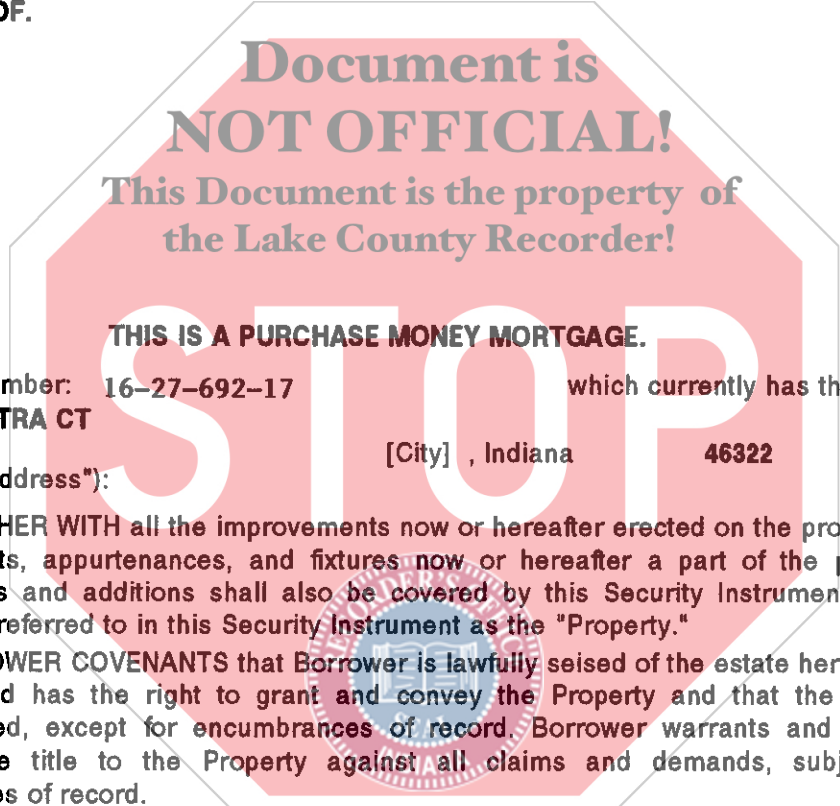 OF.
Document is
NOT OFFICIAL!
This Document is the property of
the Lake County Recorder!
STOP
THIS IS A PURCHASE MONEY MORTGAGE.
mber: 16-27-692-17 which currently has th
TRA CT
[City] , Indiana 46322
ddress"):
HER WITH all the improvements now or hereafter erected on the pro
ts, appurtenances, and fixtures now or hereafter a part of the p
s and additions shall also be covered by this Security Instrumen
referred to in this Security Instrument as the "Property."
OWER COVENANTS that Borrower is lawfully seised of the estate her
d has the right to grant and convey the Property and that the
ed, except for encumbrances of record. Borrower warrants and
e title to the Property against all claims and demands, subj
es of record.